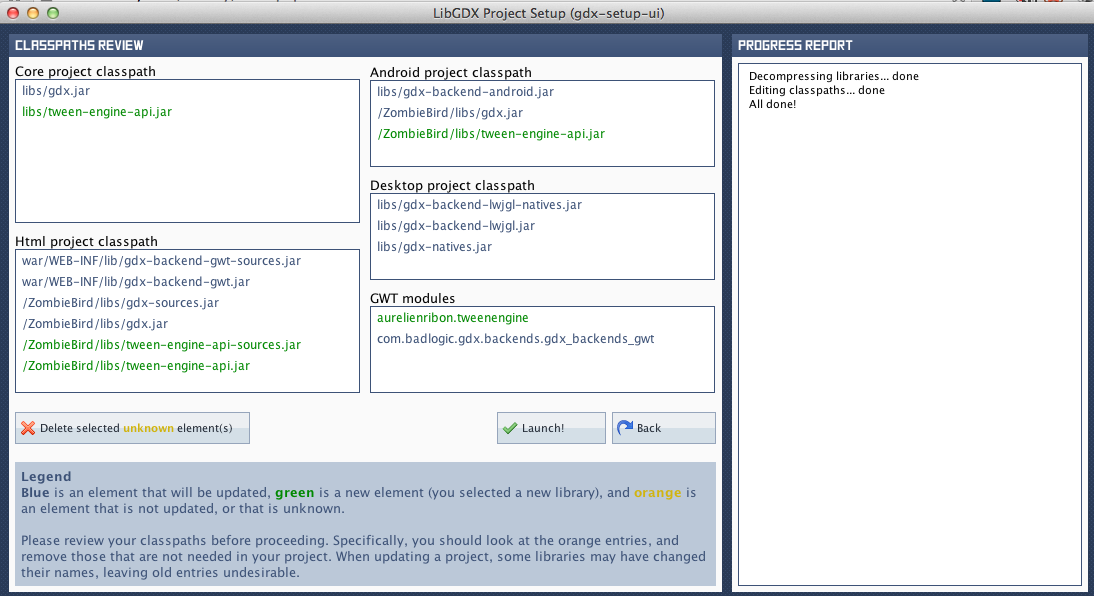 LibGDX Project Setup (gdx-setup-ui)
CLASSPATHS REVIEW
Core project classpath
libs/gdx.jar
libs/tween-engine-api.jar
Html project classpath
war/WEB-INF/lib/gdx-backend-gwt-sources.jar
war/WEB-INF/lib/gdx-backend-gwt.jar
/ZombieBird/libs/gdx-sources.jar
/ZombieBird/libs/gdx.jar
/ZombieBird/libs/tween-engine-api-sources.jar
/ZombieBird/libs/tween-engine-api.jar
Android project classpath
libs/gdx-backend-android.jar
/ZombieBird/libs/gdx.jar
/ZombieBird/libs/tween-engine-api.jar
Desktop project classpath
libs/gdx-backend-lwjgl-natives.jar
libs/gdx-backend-lwjgl.jar
libs/gdx-natives.jar
GWT modules
aurelienribon.tweenengine
com.badlogic.gdx.backends.gdx_backends_gwt
Delete selected unknown element(s)
Launch!
Back
Legend
Blue is an element that will be updated, green is a new element (you selected a new library), and orange is
an element that is not updated, or that is unknown.
Please review your classpaths before proceeding. Specifically, you should look at the orange entries, and
remove those that are not needed in your project. When updating a project, some libraries may have changed
their names, leaving old entries undesirable.
PROGRESS REPORT
Decompressing libraries... done
Editing classpaths... done
All done!